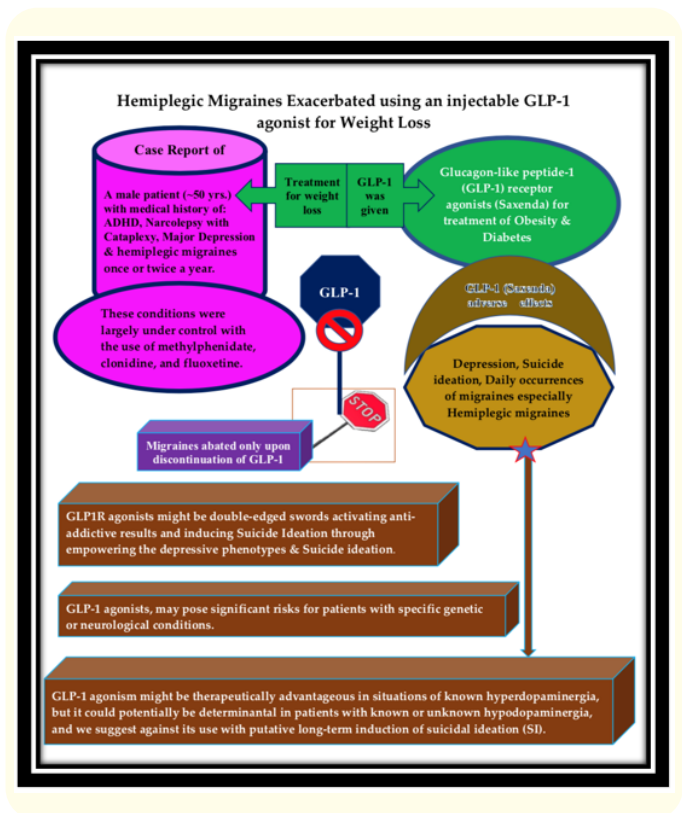 Hemiplegic Migraines Exacerbated using an injectable GLP-1
agonist for Weight Loss
Case Report of
A male patient (~50 yrs.)
with medical history of:
ADHD, Narcolepsy with
Cataplexy, Major Depression
& hemiplegic migraines
once or twice a year.
These conditions were
largely under control with
the use of methylphenidate,
clonidine, and fluoxetine.
Treatment
for weight
loss
GLP-1
was
given
Glucagon-like peptide-1
(GLP-1) receptor
agonists (Saxenda) for
treatment of Obesity &
Diabetes
GLP-1
GLP-1 (Saxenda)
adverse effects
Depression, Suicide
ideation, Daily occurrences
of migraines especially
Hemiplegic migraines
STOP
Migraines abated only upon
discontinuation of GLP-1
GLP1R agonists might be double-edged swords activating anti-
addictive results and inducing Suicide Ideation through
empowering the depressive phenotypes & Suicide ideation.
GLP-1 agonists, may pose significant risks for patients with specific genetic
or neurological conditions.
GLP-1 agonism might be therapeutically advantageous in situations of known hyperdopaminergia,
but it could potentially be determinantal in patients with known or unknown hypodopaminergia,
and we suggest against its use with putative long-term induction of suicidal ideation (SI).